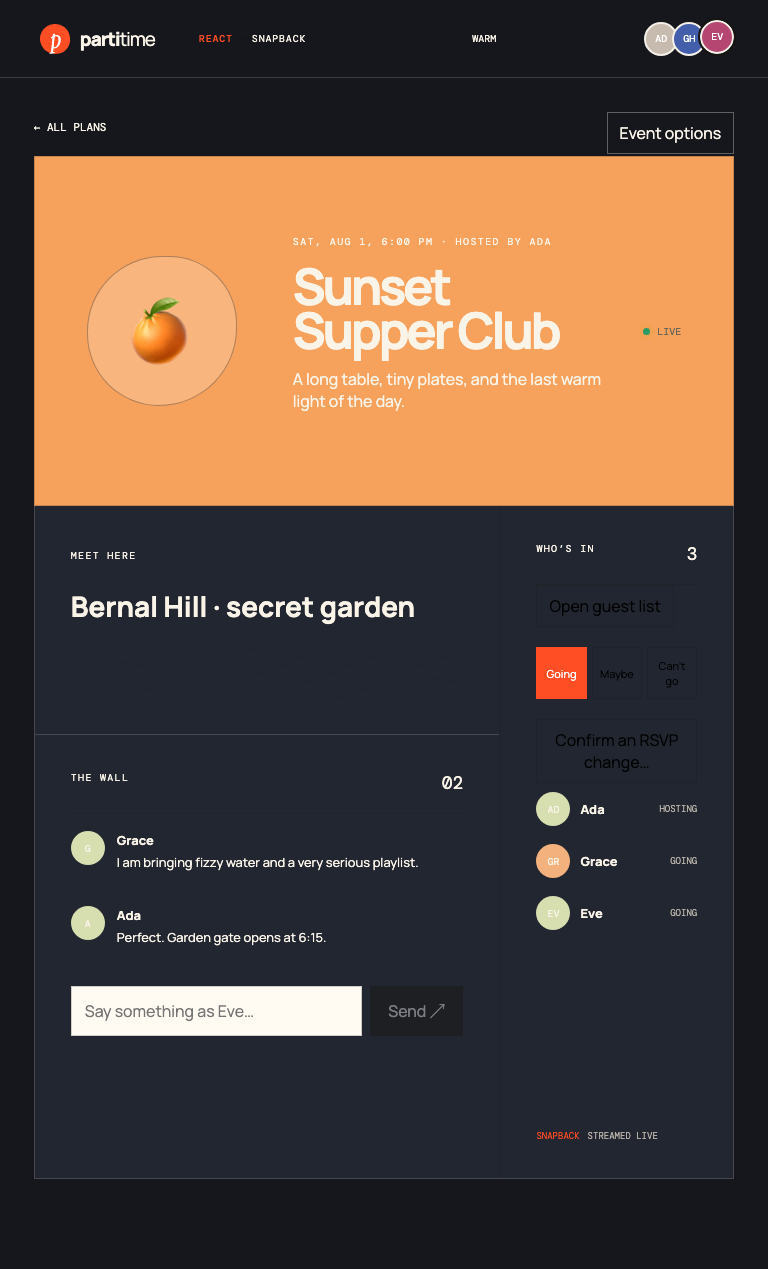 p partitime REACT SNAPBACK WARM AD GH EV
← ALL PLANS
Event options
SAT, AUG 1, 6:00 PM · HOSTED BY ADA
Sunset
Supper Club
LIVE
A long table, tiny plates, and the last warm
light of the day.
MEET HERE
Bernal Hill · secret garden
THE WALL 02
G Grace
I am bringing fizzy water and a very serious playlist.
A Ada
Perfect. Garden gate opens at 6:15.
Say something as Eve… Send ↗
WHO’S IN 3
Open guest list
Going Maybe Can’t
go
Confirm an RSVP
change…
AD Ada HOSTING
GR Grace GOING
EV Eve GOING
SNAPBACK STREAMED LIVE